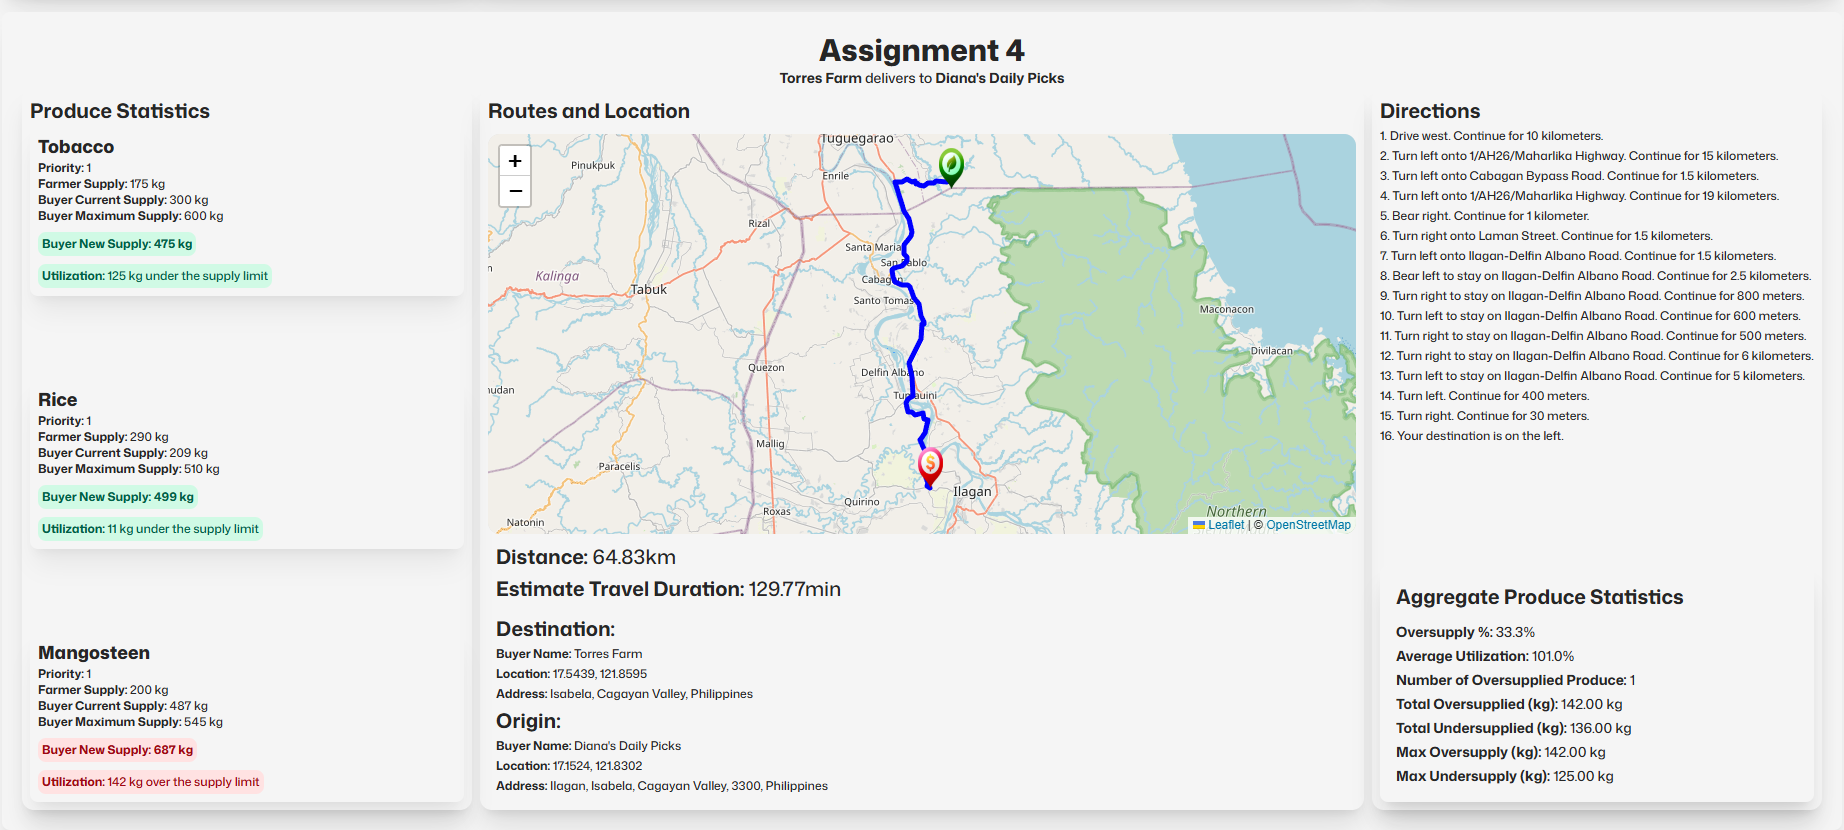 Assignment 4
Torres Farm delivers to Diana's Daily Picks
Produce Statistics
Tobacco
Priority: 1
Farmer Supply: 175 kg
Buyer Current Supply: 300 kg
Buyer Maximum Supply: 600 kg
Buyer New Supply: 475 kg
Utilization: 125 kg under the supply limit
Rice
Priority: 1
Farmer Supply: 290 kg
Buyer Current Supply: 209 kg
Buyer Maximum Supply: 510 kg
Buyer New Supply: 499 kg
Utilization: 11 kg under the supply limit
Mangosteen
Priority: 1
Farmer Supply: 200 kg
Buyer Current Supply: 487 kg
Buyer Maximum Supply: 545 kg
Buyer New Supply: 687 kg
Utilization: 142 kg over the supply limit
Routes and Location
+
−
Tuguegarao
Pinukpuk
Enrile
Rizal
Santa Maria
Kalinga
Tabuk
Santo Tomas
Maconacon
Divilacan
Quezon
Delfin Albano
Mallig
Paracelis
Ilagan
Quirino
Roxas
Natonin
Northern
$
Leaflet | © OpenStreetMap
Distance: 64.83km
Estimate Travel Duration: 129.77min
Destination:
Buyer Name: Torres Farm
Location: 17.5439, 121.8595
Address: Isabela, Cagayan Valley, Philippines
Origin:
Buyer Name: Diana's Daily Picks
Location: 17.1524, 121.8302
Address: Ilagan, Isabela, Cagayan Valley, 3300, Philippines
Directions
1. Drive west. Continue for 10 kilometers.
2. Turn left onto 1/AH26/Maharlika Highway. Continue for 15 kilometers.
3. Turn left onto Cabagan Bypass Road. Continue for 1.5 kilometers.
4. Turn left onto 1/AH26/Maharlika Highway. Continue for 19 kilometers.
5. Bear right. Continue for 1 kilometer.
6. Turn right onto Laman Street. Continue for 1.5 kilometers.
7. Turn left onto Ilagan-Delfin Albano Road. Continue for 1.5 kilometers.
8. Bear left to stay on Ilagan-Delfin Albano Road. Continue for 2.5 kilometers.
9. Turn right to stay on Ilagan-Delfin Albano Road. Continue for 800 meters.
10. Turn left to stay on Ilagan-Delfin Albano Road. Continue for 600 meters.
11. Turn right to stay on Ilagan-Delfin Albano Road. Continue for 500 meters.
12. Turn right to stay on Ilagan-Delfin Albano Road. Continue for 6 kilometers.
13. Turn left to stay on Ilagan-Delfin Albano Road. Continue for 5 kilometers.
14. Turn left. Continue for 400 meters.
15. Turn right. Continue for 30 meters.
16. Your destination is on the left.
Aggregate Produce Statistics
Oversupply %: 33.3%
Average Utilization: 101.0%
Number of Oversupplied Produce: 1
Total Oversupplied (kg): 142.00 kg
Total Undersupplied (kg): 136.00 kg
Max Oversupply (kg): 142.00 kg
Max Undersupply (kg): 125.00 kg